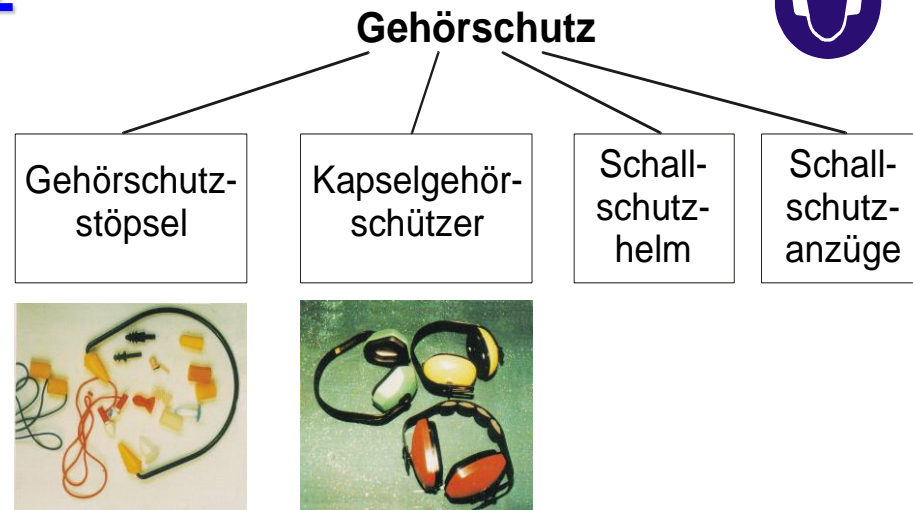 Gehörschutz
Gehörschutz-
stöpsel
Kapselgehör-
schützer
Schall-
schutz-
helm
Schall-
schutz-
anzüge